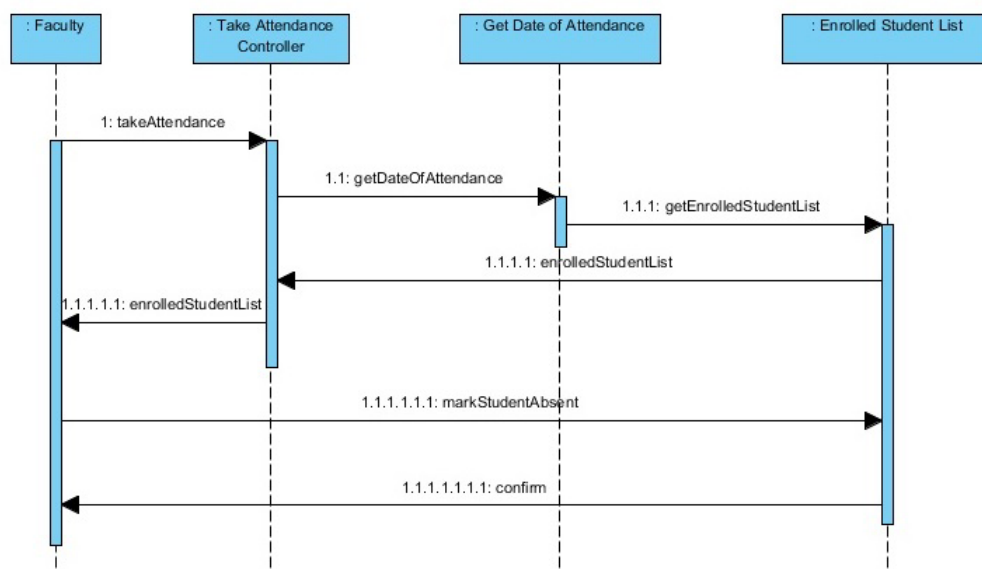 : Faculty
: Take Attendance
Controller
: Get Date of Attendance
: Enrolled Student List
1: takeAttendance
1.1: getDateOfAttendance
1.1.1: getEnrolledStudentList
1.1.1.1: enrolledStudentList
1.1.1.1.1: enrolledStudentList
1.1.1.1.1.1: markStudentAbsent
1.1.1.1.1.1.1: confirm